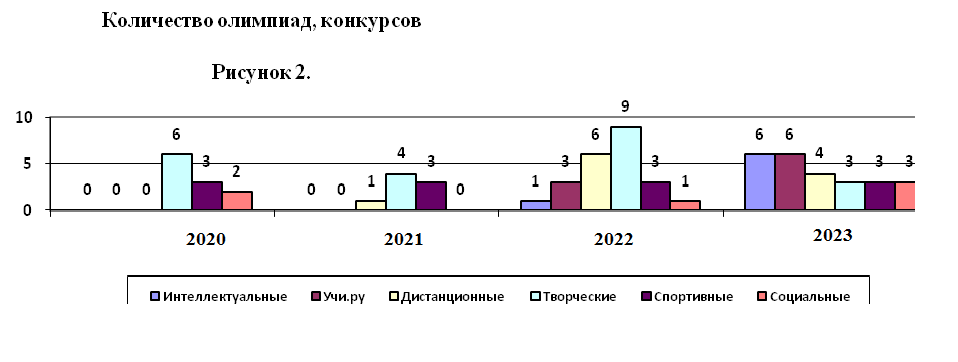 Количество олимпиад, конкурсов
Рисунок 2.
10
9
6 6 6
5
4 4
3 3 3 3 3 3 3
2
1 1 1
0 0 0 0 0 0 0
2020 2021 2022 2023
Интеллектуальные Учи.ру Дистанционные Творческие Спортивные Социальные